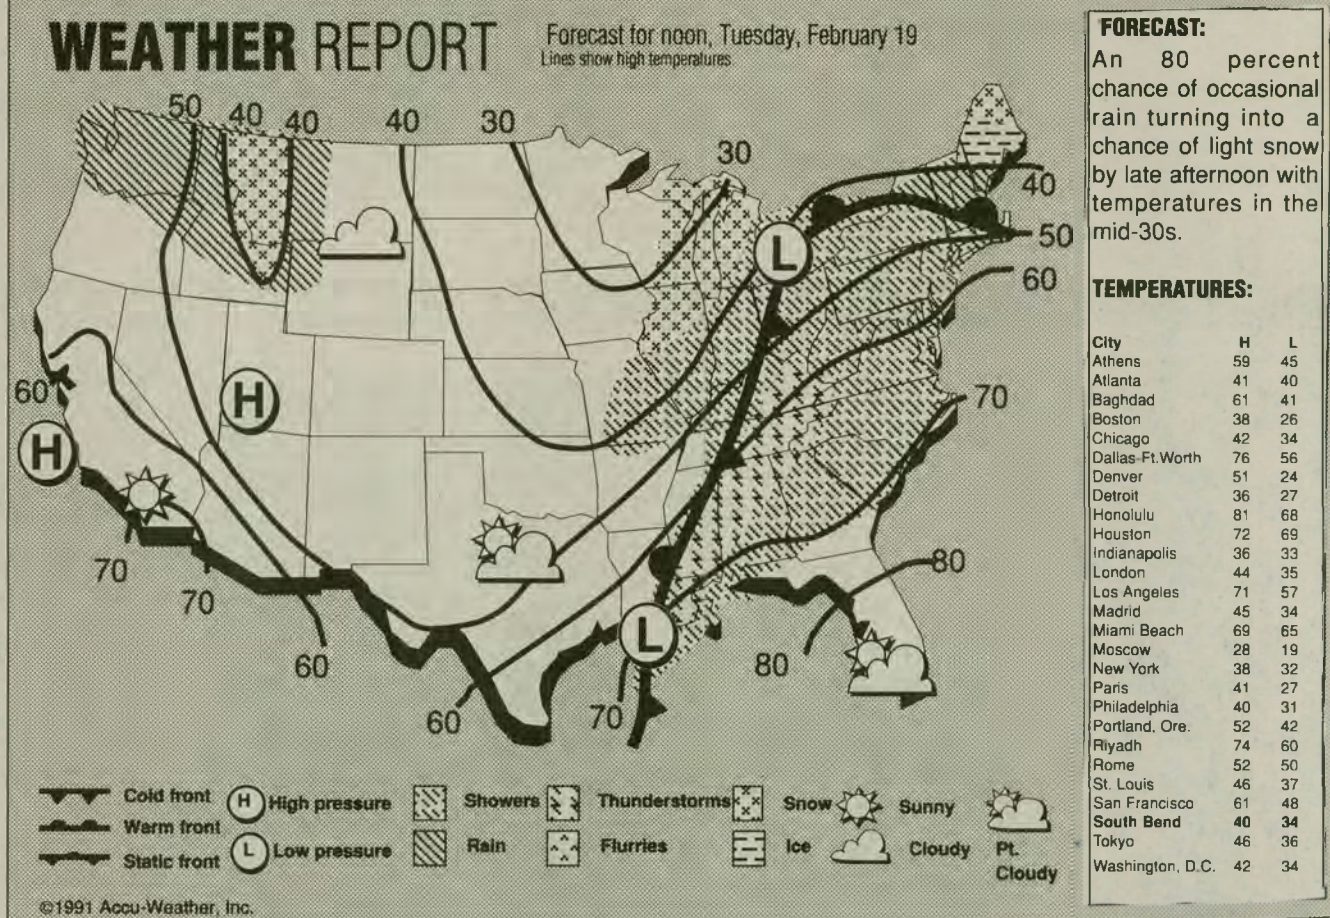 WEATHER REPORT
Forecast for noon, Tuesday, February 19
Lines show high temperatures.
50
40
40
40
30
30
40
50
60
70
80
80
70
60
60
70
70
60
H
H
L
L
Cold front
Warm front
Static front
H High pressure
L Low pressure
Showers
Rain
Thunderstorms
Flurries
Snow
Ice
Sunny
Cloudy
Pt.
Cloudy
©1991 Accu-Weather, Inc.
FORECAST:
An 80 percent
chance of occasional
rain turning into a
chance of light snow
by late afternoon with
temperatures in the
mid-30s.
TEMPERATURES:
City H L
Athens 59 45
Atlanta 41 40
Baghdad 61 41
Boston 38 26
Chicago 42 34
Dallas-Ft.Worth 76 56
Denver 51 24
Detroit 36 27
Honolulu 81 68
Houston 72 69
Indianapolis 36 33
London 44 35
Los Angeles 71 57
Madrid 45 34
Miami Beach 69 65
Moscow 28 19
New York 38 32
Paris 41 27
Philadelphia 40 31
Portland, Ore. 52 42
Riyadh 74 60
Rome 52 50
St. Louis 46 37
San Francisco 61 48
South Bend 40 34
Tokyo 46 36
Washington, D.C. 42 34